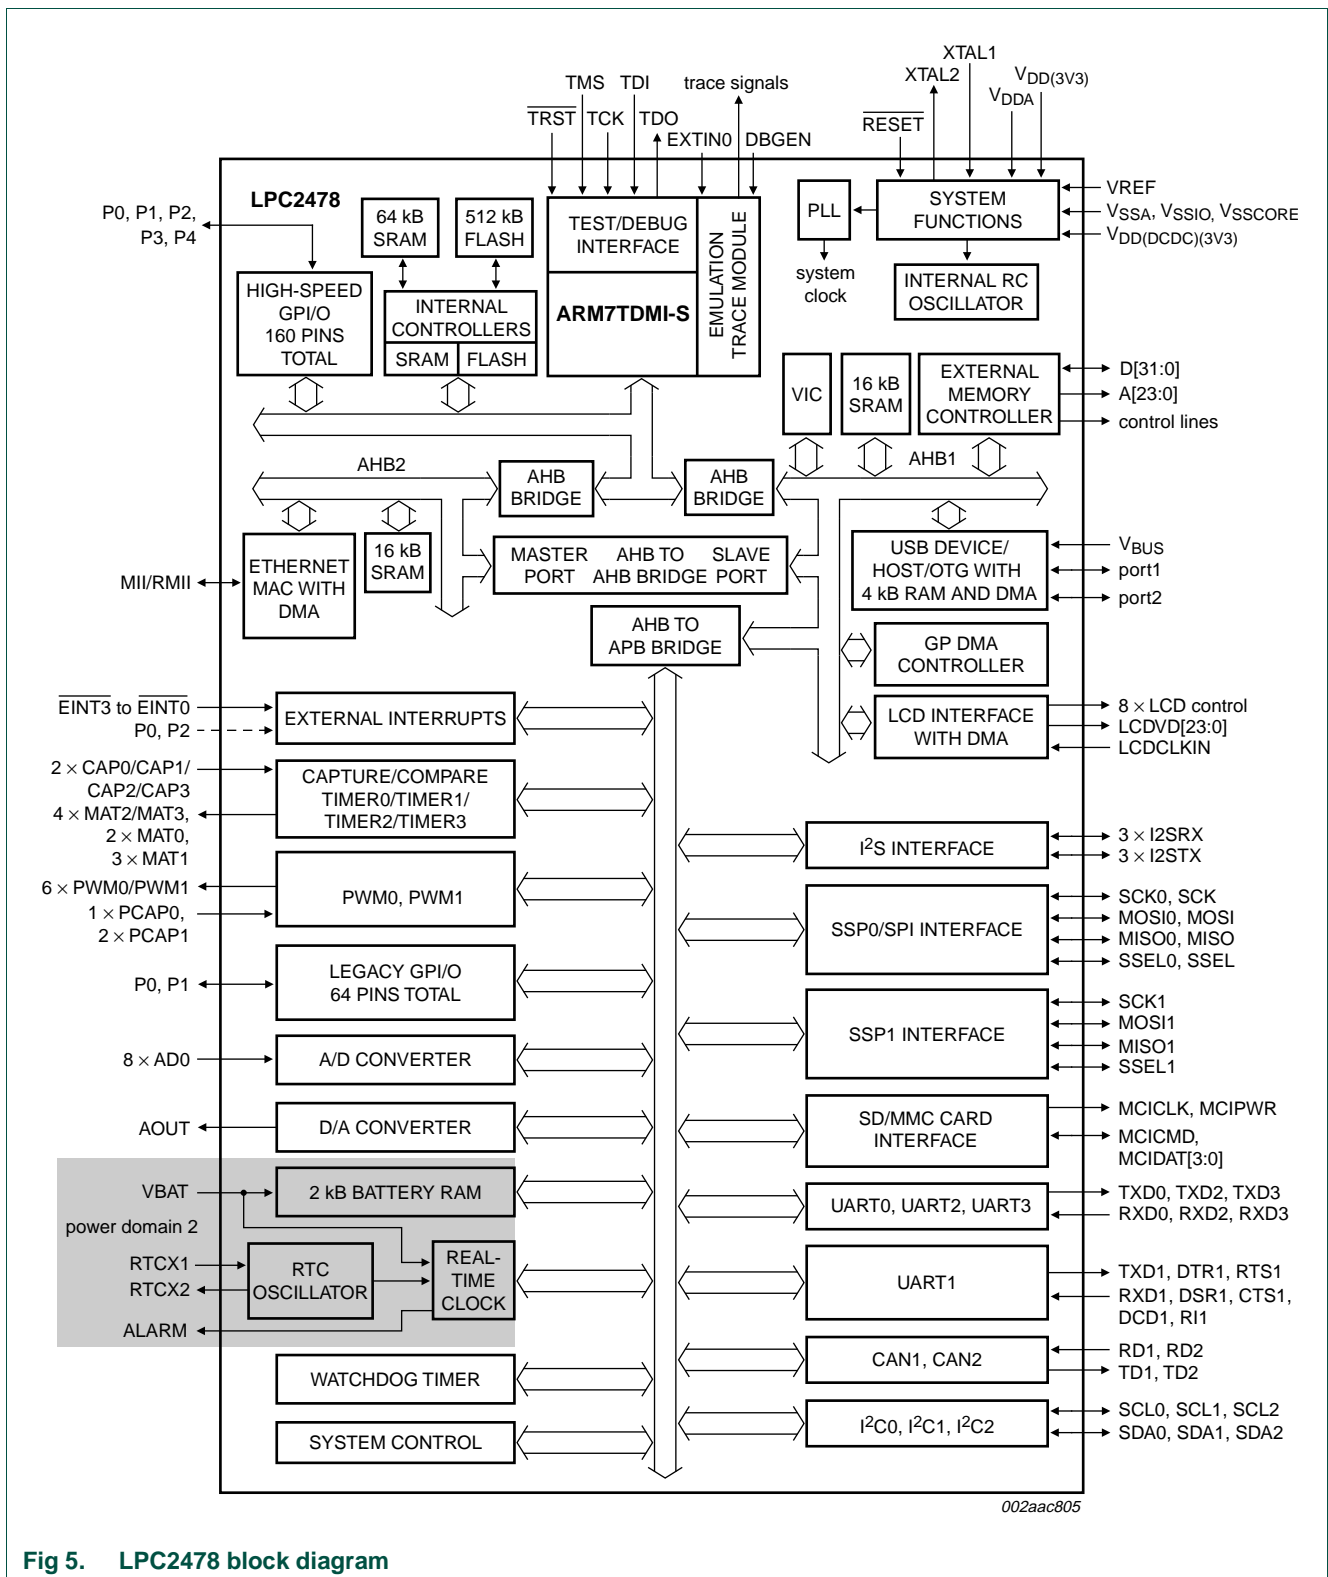 XTAL1
XTAL2
VDD(3V3)
VDDA
TMS
TDI
trace signals
TRST
TCK
TDO
EXTIN0
DBGEN
RESET
LPC2478
P0, P1, P2,
P3, P4
64 kB
SRAM
512 kB
FLASH
TEST/DEBUG
INTERFACE
EMULATION
TRACE MODULE
PLL
SYSTEM
FUNCTIONS
VREF
VSSA, VSSIO, VSSCORE
VDD(DCDC)(3V3)
system
clock
INTERNAL RC
OSCILLATOR
HIGH-SPEED
GPI/O
160 PINS
TOTAL
INTERNAL
CONTROLLERS
SRAM
FLASH
ARM7TDMI-S
VIC
16 kB
SRAM
EXTERNAL
MEMORY
CONTROLLER
D[31:0]
A[23:0]
control lines
AHB2
AHB
BRIDGE
AHB
BRIDGE
AHB1
ETHERNET
MAC WITH
DMA
MII/RMII
16 kB
SRAM
MASTER
PORT
AHB TO
AHB BRIDGE
SLAVE
PORT
USB DEVICE/
HOST/OTG WITH
4 kB RAM AND DMA
VBUS
port1
port2
AHB TO
APB BRIDGE
GP DMA
CONTROLLER
EINT3 to EINT0
P0, P2
EXTERNAL INTERRUPTS
LCD INTERFACE
WITH DMA
8 × LCD control
LCDVD[23:0]
LCDCLKIN
2 × CAP0/CAP1/
CAP2/CAP3
4 × MAT2/MAT3,
2 × MAT0,
3 × MAT1
CAPTURE/COMPARE
TIMER0/TIMER1/
TIMER2/TIMER3
I2S INTERFACE
3 × I2SRX
3 × I2STX
6 × PWM0/PWM1
1 × PCAP0,
2 × PCAP1
PWM0, PWM1
SSP0/SPI INTERFACE
SCK0, SCK
MOSI0, MOSI
MISO0, MISO
SSEL0, SSEL
P0, P1
LEGACY GPI/O
64 PINS TOTAL
SSP1 INTERFACE
SCK1
MOSI1
MISO1
SSEL1
8 × AD0
A/D CONVERTER
AOUT
D/A CONVERTER
SD/MMC CARD
INTERFACE
MCICLK, MCIPWR
MCICMD,
MCIDAT[3:0]
VBAT
2 kB BATTERY RAM
power domain 2
UART0, UART2, UART3
TXD0, TXD2, TXD3
RXD0, RXD2, RXD3
RTCX1
RTCX2
RTC
OSCILLATOR
REAL-
TIME
CLOCK
ALARM
UART1
TXD1, DTR1, RTS1
RXD1, DSR1, CTS1,
DCD1, RI1
WATCHDOG TIMER
CAN1, CAN2
RD1, RD2
TD1, TD2
SYSTEM CONTROL
I2C0, I2C1, I2C2
SCL0, SCL1, SCL2
SDA0, SDA1, SDA2
002aac805
Fig 5. LPC2478 block diagram